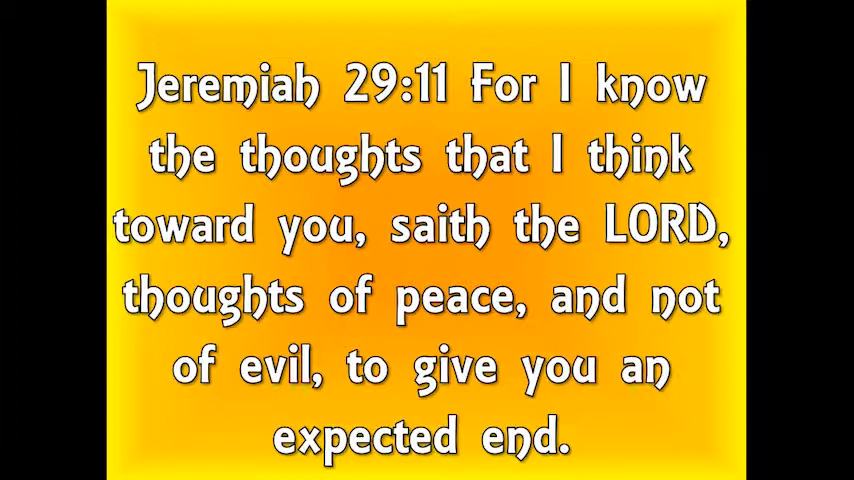 Jeremiah 29:11 For I know
the thoughts that I think
toward you, saith the LORD,
thoughts of peace, and not
of evil, to give you an
expected end.